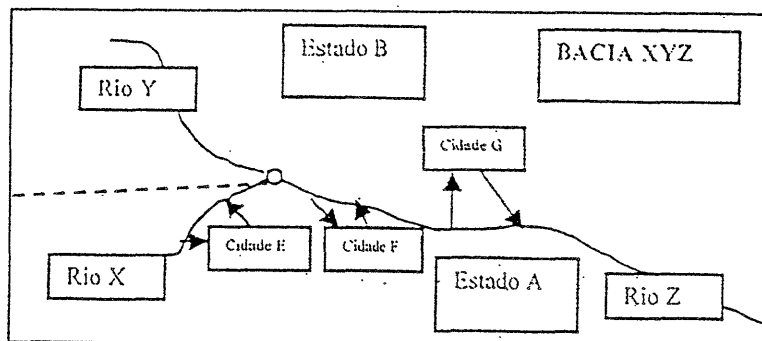 Estado B
BACIA XYZ
Rio Y
Cidade G
Cidade E
Cidade F
Rio X
Estado A
Rio Z